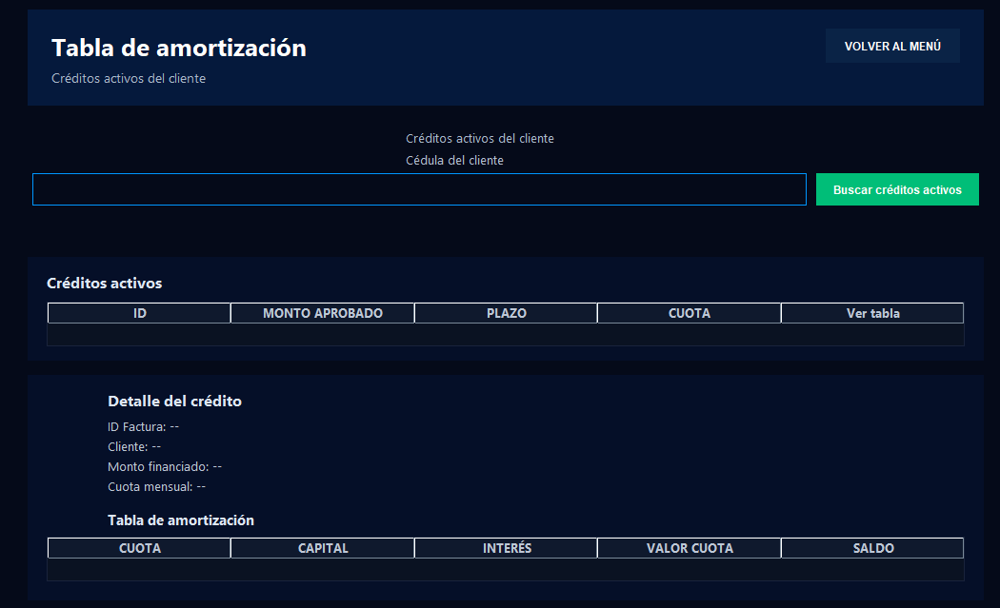 Tabla de amortización
VOLVER AL MENÚ
Créditos activos del cliente
Créditos activos del cliente
Cédula del cliente
Buscar créditos activos
Créditos activos
ID MONTO APROBADO PLAZO CUOTA Ver tabla
Detalle del crédito
ID Factura: --
Cliente: --
Monto financiado: --
Cuota mensual: --
Tabla de amortización
CUOTA CAPITAL INTERÉS VALOR CUOTA SALDO